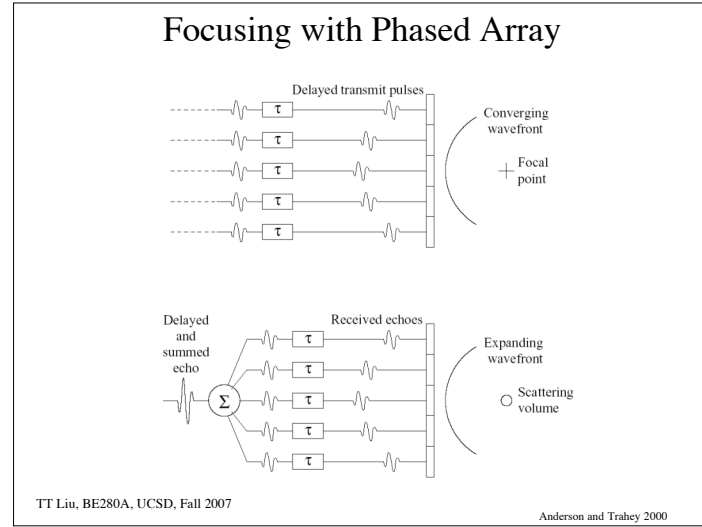 Focusing with Phased Array
Delayed transmit pulses
τ
τ
τ
τ
τ
Converging
wavefront
Focal
point
Delayed
and
summed
echo
Σ
Received echoes
τ
τ
τ
τ
τ
Expanding
wavefront
Scattering
volume
TT Liu, BE280A, UCSD, Fall 2007
Anderson and Trahey 2000